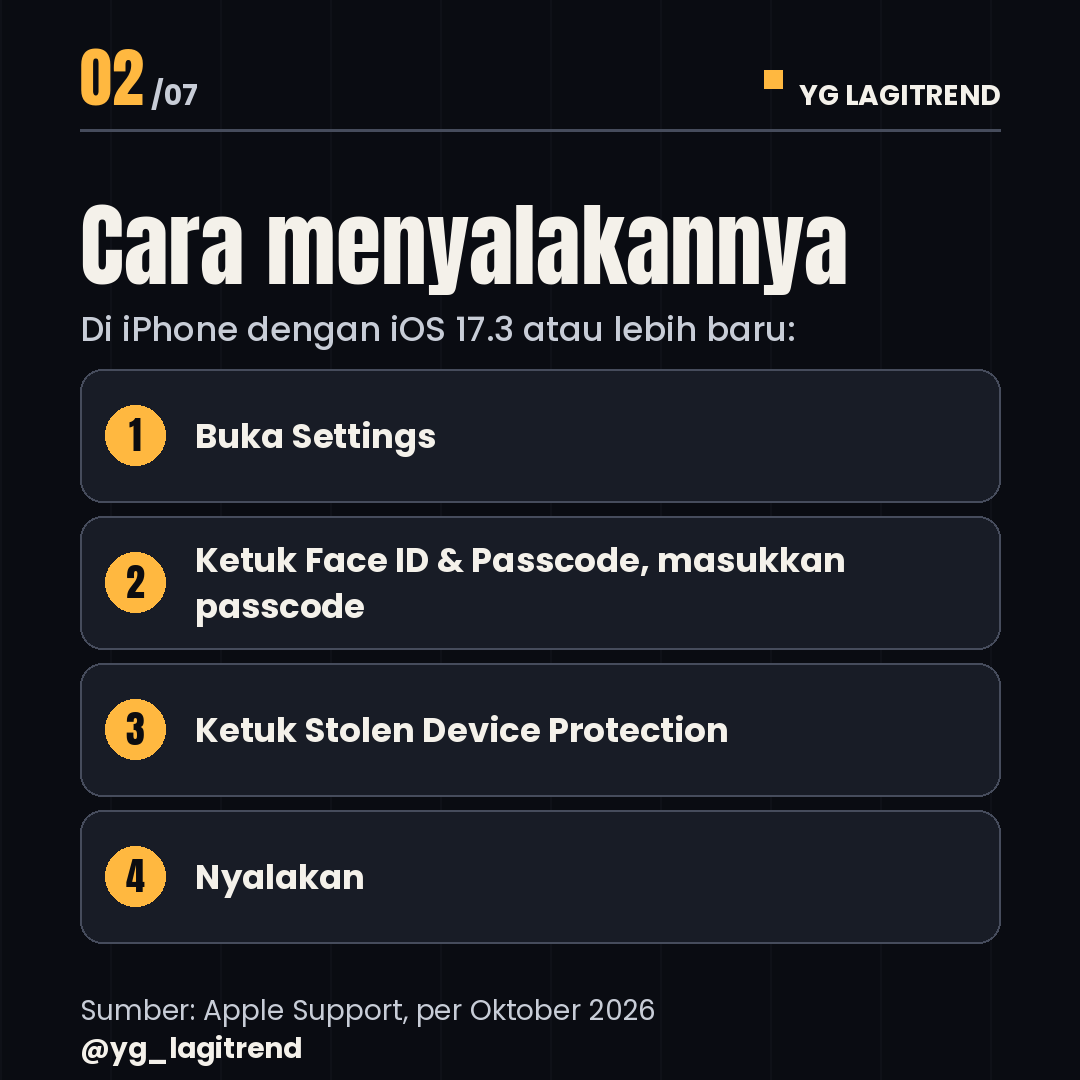 02 /07
YG LAGITREND
Cara menyalakannya
Di iPhone dengan iOS 17.3 atau lebih baru:
1 Buka Settings
2 Ketuk Face ID & Passcode, masukkan
passcode
3 Ketuk Stolen Device Protection
4 Nyalakan
Sumber: Apple Support, per Oktober 2026
@yg_lagitrend